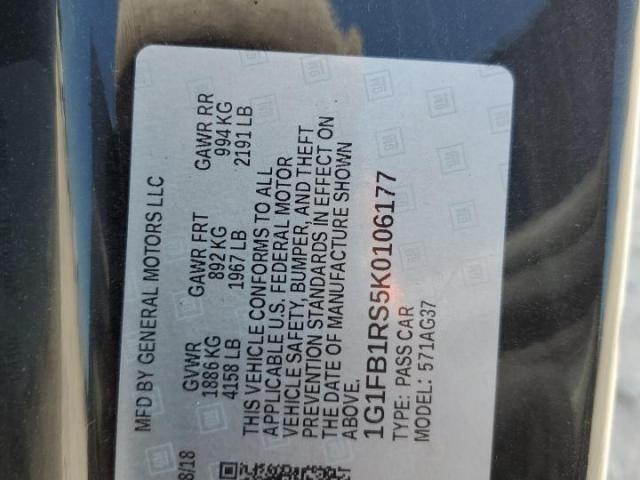 MFD BY GENERAL MOTORS LLC
8/18 GVWR GAWR FRT GAWR RR
1886 KG 892 KG 994 KG
4158 LB 1967 LB 2191 LB
THIS VEHICLE CONFORMS TO ALL
APPLICABLE U.S. FEDERAL MOTOR
VEHICLE SAFETY, BUMPER, AND THEFT
PREVENTION STANDARDS IN EFFECT ON
THE DATE OF MANUFACTURE SHOWN
ABOVE.
1G1FB1RS5K0106177
TYPE: PASS CAR
MODEL: 571AG37